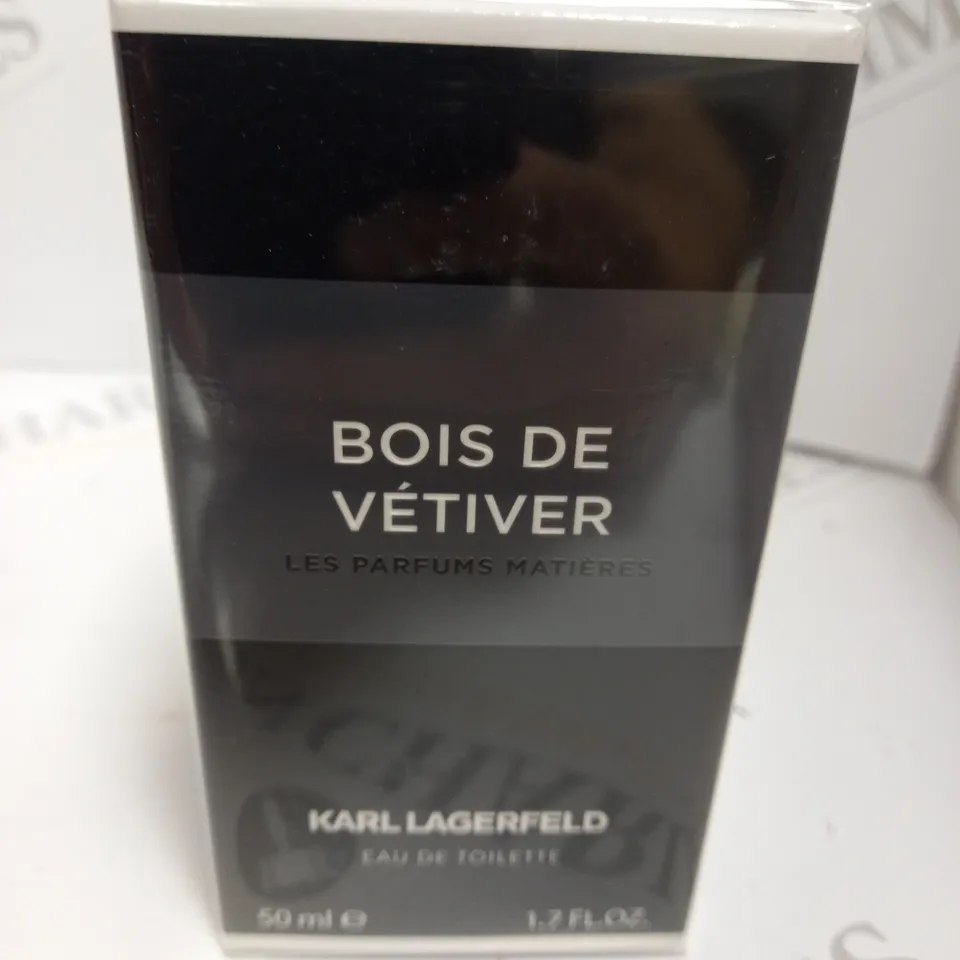 BOIS DE
VÉTIVER
LES PARFUMS MATIÈRES
KARL LAGERFELD
EAU DE TOILETTE
50 ml ℮
1.7 FL.OZ.